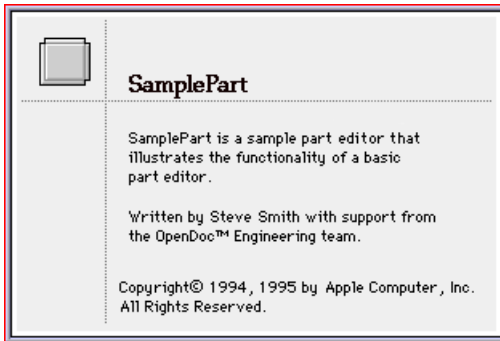 SamplePart
SamplePart is a sample part editor that
illustrates the functionality of a basic
part editor.
Written by Steve Smith with support from
the OpenDoc™ Engineering team.
Copyright© 1994, 1995 by Apple Computer, Inc.
All Rights Reserved.